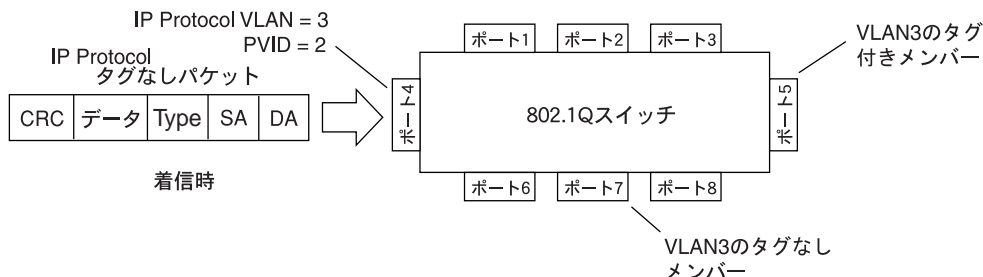 IP Protocol VLAN = 3
PVID = 2
IP Protocol
タグなしパケット
CRC データ Type SA DA
着信時
ポート1 ポート2 ポート3
ポート4
802.1Qスイッチ
ポート5
ポート6 ポート7 ポート8
VLAN3のタグ
付きメンバー
VLAN3のタグなし
メンバー